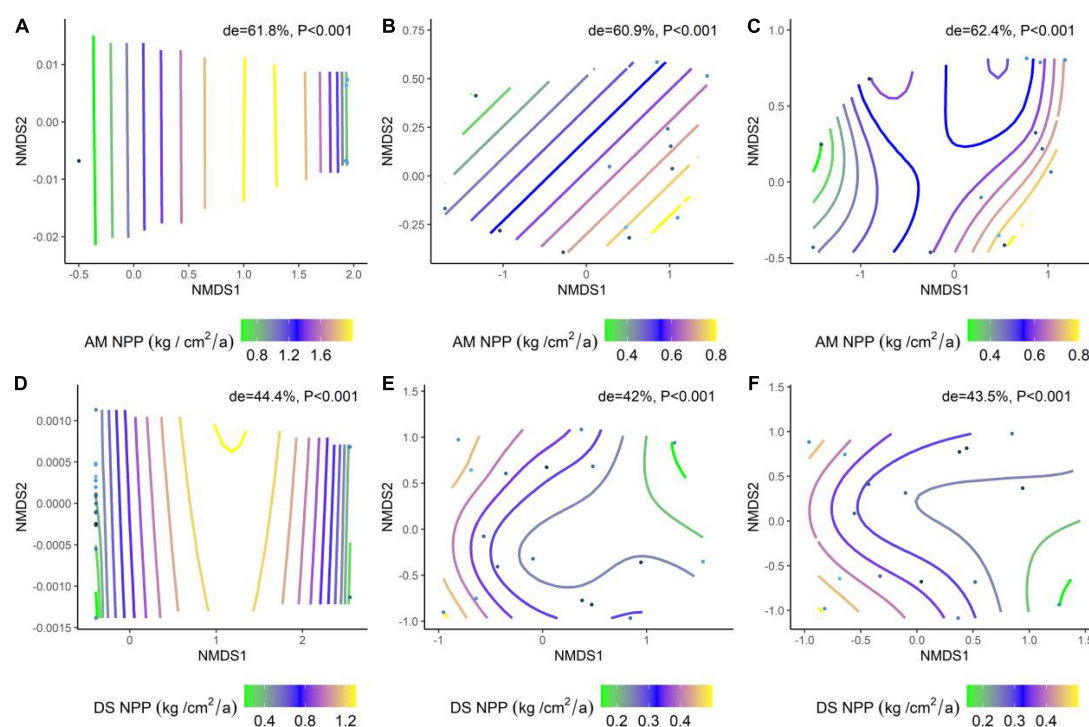 A
de=61.8%, P<0.001
NMDS2
0.01
0.00
-0.01
-0.02
-0.5 0.0 0.5 1.0 1.5 2.0
NMDS1
AM NPP (kg / cm²/a)
0.8 1.2 1.6
B
de=60.9%, P<0.001
NMDS2
0.75
0.50
0.25
0.00
-0.25
-1 0 1
NMDS1
AM NPP (kg /cm²/a)
0.4 0.6 0.8
C
de=62.4%, P<0.001
NMDS2
1.0
0.5
0.0
-0.5
-1 0 1
NMDS1
AM NPP (kg /cm²/a)
0.4 0.6 0.8
D
de=44.4%, P<0.001
NMDS2
0.0010
0.0005
0.0000
-0.0005
-0.0010
-0.0015
0 1 2
NMDS1
DS NPP (kg /cm²/a)
0.4 0.8 1.2
E
de=42%, P<0.001
NMDS2
1.5
1.0
0.5
0.0
-0.5
-1.0
-1 0 1
NMDS1
DS NPP (kg /cm²/a)
0.2 0.3 0.4
F
de=43.5%, P<0.001
NMDS2
1.5
1.0
0.5
0.0
-0.5
-1.0
-1.0 -0.5 0.0 0.5 1.0 1.5
NMDS1
DS NPP (kg /cm²/a)
0.2 0.3 0.4